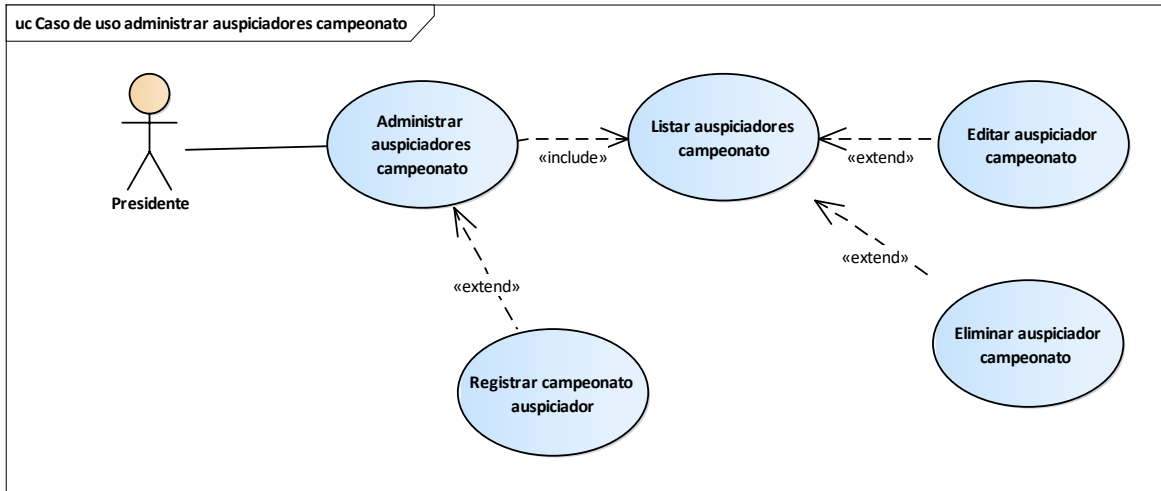 uc Caso de uso administrar auspiciadores campeonato
Presidente
Administrar
auspiciadores
campeonato
«include»
Listar auspiciadores
campeonato
«extend»
Editar auspiciador
campeonato
«extend»
Eliminar auspiciador
campeonato
«extend»
Registrar campeonato
auspiciador